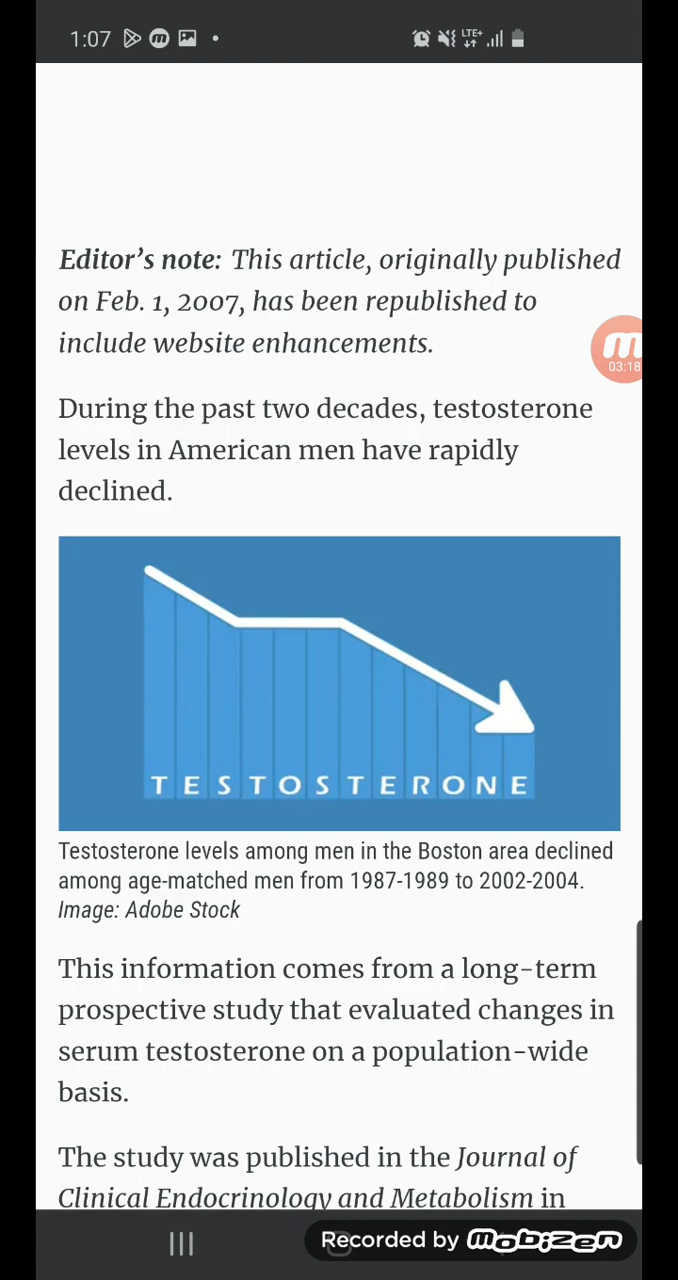 1:07
LTE+
Editor’s note: This article, originally published
on Feb. 1, 2007, has been republished to
include website enhancements.
m
03:18
During the past two decades, testosterone
levels in American men have rapidly
declined.
TESTOSTERONE
Testosterone levels among men in the Boston area declined
among age-matched men from 1987-1989 to 2002-2004.
Image: Adobe Stock
This information comes from a long-term
prospective study that evaluated changes in
serum testosterone on a population-wide
basis.
The study was published in the Journal of
Clinical Endocrinology and Metabolism in
Recorded by mobizen